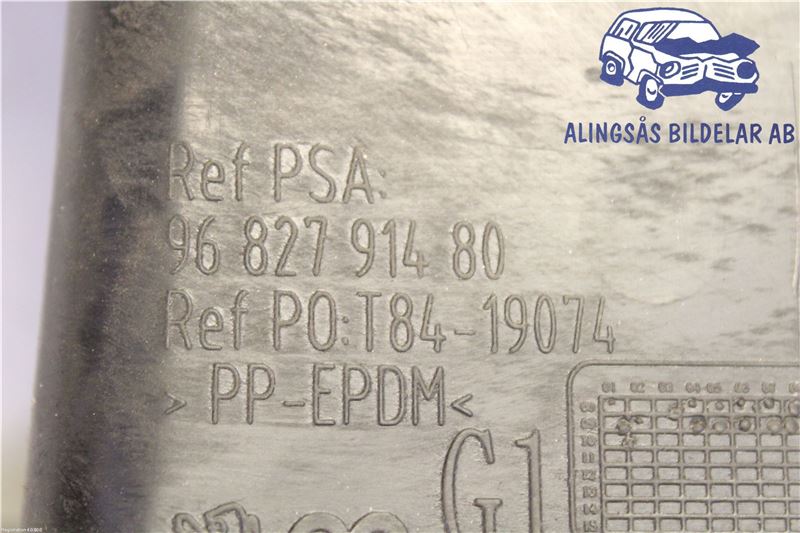 ALINGSÅS BILDELAR AB
Ref PSA:
96 827 914 80
Ref PO:T84-19074
>PP-EPDM<
G1